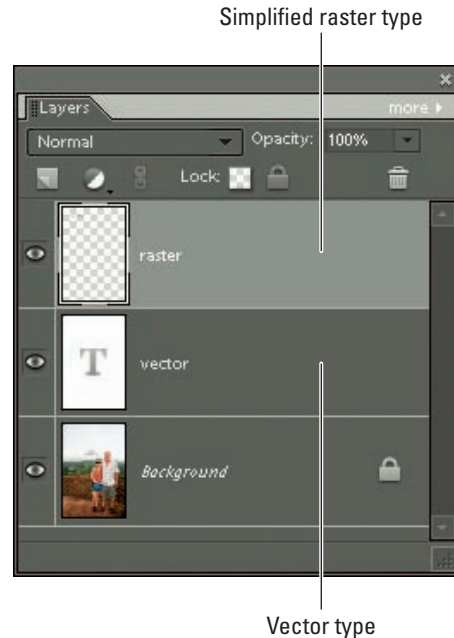 Simplified raster type
Layers
more
Normal
Opacity: 100%
Lock:
raster
T
vector
Background
Vector type